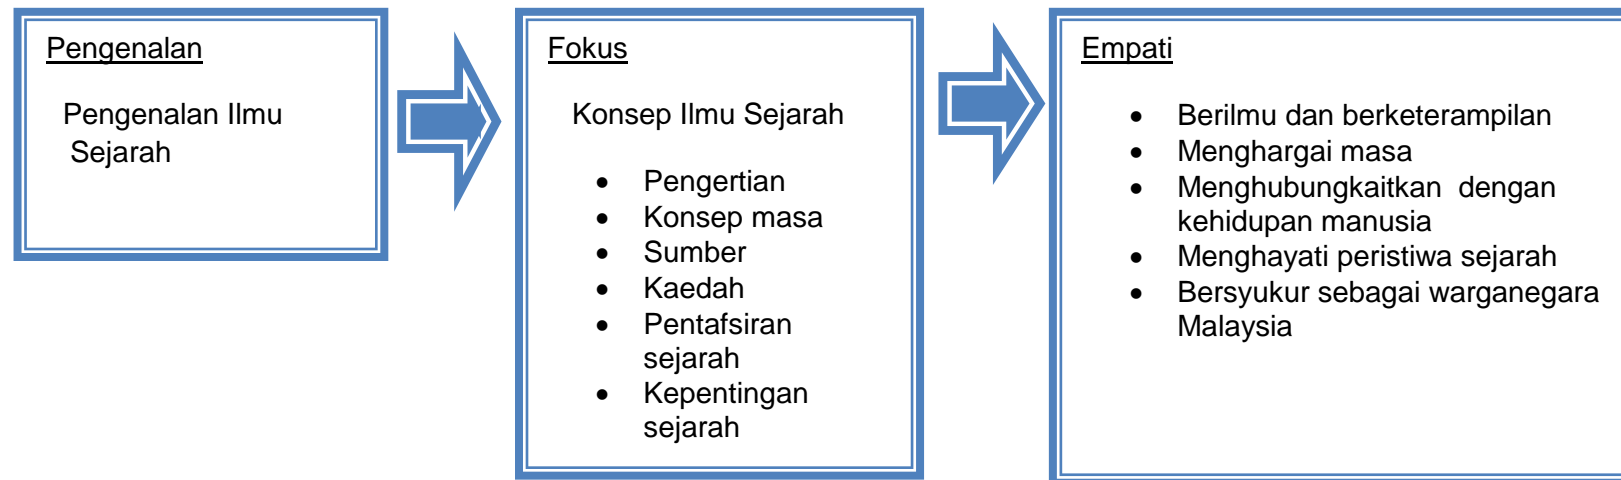 Pengenalan
Pengenalan Ilmu
Sejarah
Fokus
Konsep Ilmu Sejarah
• Pengertian
• Konsep masa
• Sumber
• Kaedah
• Pentafsiran
sejarah
• Kepentingan
sejarah
Empati
• Berilmu dan berketerampilan
• Menghargai masa
• Menghubungkaitkan dengan
kehidupan manusia
• Menghayati peristiwa sejarah
• Bersyukur sebagai warganegara
Malaysia